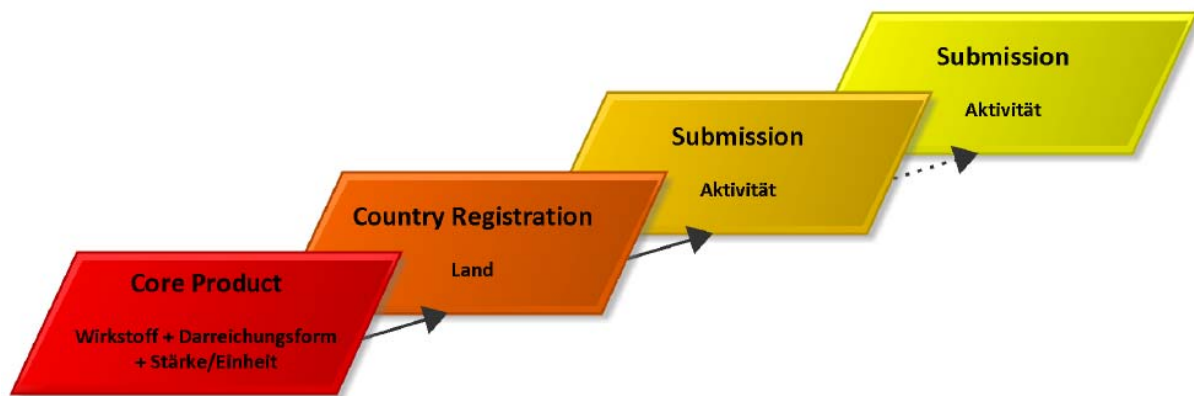 Submission
Aktivität
Submission
Aktivität
Country Registration
Land
Core Product
Wirkstoff + Darreichungsform
+ Stärke/Einheit